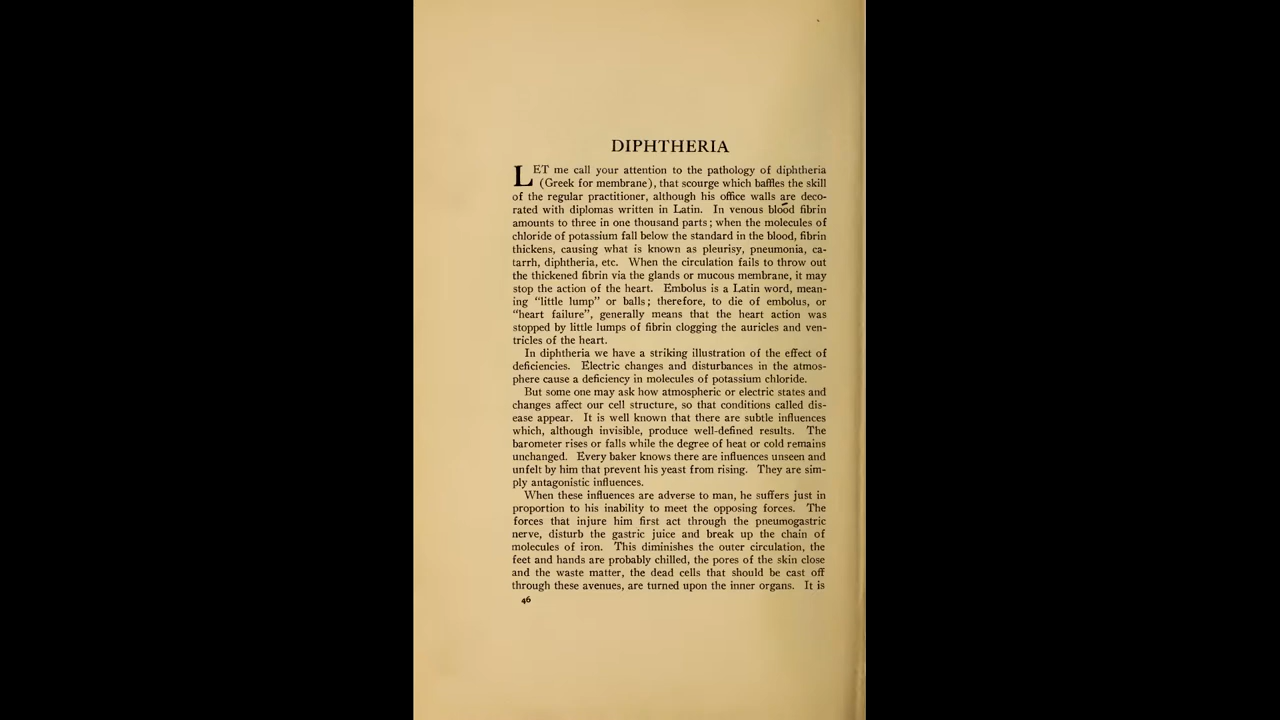 DIPHTHERIA
LET me call your attention to the pathology of diphtheria
(Greek for membrane), that scourge which baffles the skill
of the regular practitioner, although his office walls are deco-
rated with diplomas written in Latin. In venous blood fibrin
amounts to three in one thousand parts; when the molecules of
chloride of potassium fall below the standard in the blood, fibrin
thickens, causing what is known as pleurisy, pneumonia, ca-
tarrh, diphtheria, etc. When the circulation fails to throw out
the thickened fibrin via the glands or mucous membrane, it may
stop the action of the heart. Embolus is a Latin word, mean-
ing "little lump" or balls; therefore, to die of embolus, or
"heart failure", generally means that the heart action was
stopped by little lumps of fibrin clogging the auricles and ven-
tricles of the heart.
In diphtheria we have a striking illustration of the effect of
deficiencies. Electric changes and disturbances in the atmos-
phere cause a deficiency in molecules of potassium chloride.
But some one may ask how atmospheric or electric states and
changes affect our cell structure, so that conditions called dis-
ease appear. It is well known that there are subtle influences
which, although invisible, produce well-defined results. The
barometer rises or falls while the degree of heat or cold remains
unchanged. Every baker knows there are influences unseen and
unfelt by him that prevent his yeast from rising. They are sim-
ply antagonistic influences.
When these influences are adverse to man, he suffers just in
proportion to his inability to meet the opposing forces. The
forces that injure him first act through the pneumogastric
nerve, disturb the gastric juice and break up the chain of
molecules of iron. This diminishes the outer circulation, the
feet and hands are probably chilled, the pores of the skin close
and the waste matter, the dead cells that should be cast off
through these avenues, are turned upon the inner organs. It is
46